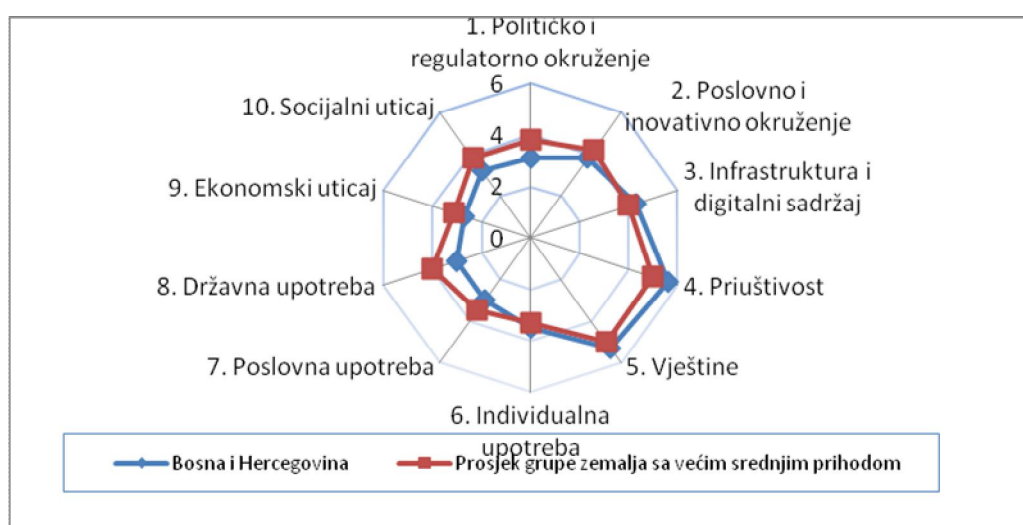 1. Političko i
regulatorno okruženje
2. Poslovno i
inovativno okruženje
3. Infrastruktura i
digitalni sadržaj
4. Priuštivost
5. Vještine
6. Individualna
upotreba
7. Poslovna upotreba
8. Državna upotreba
9. Ekonomski uticaj
10. Socijalni uticaj
6
4
2
0
Bosna i Hercegovina
Prosjek grupe zemalja sa većim srednjim prihodom